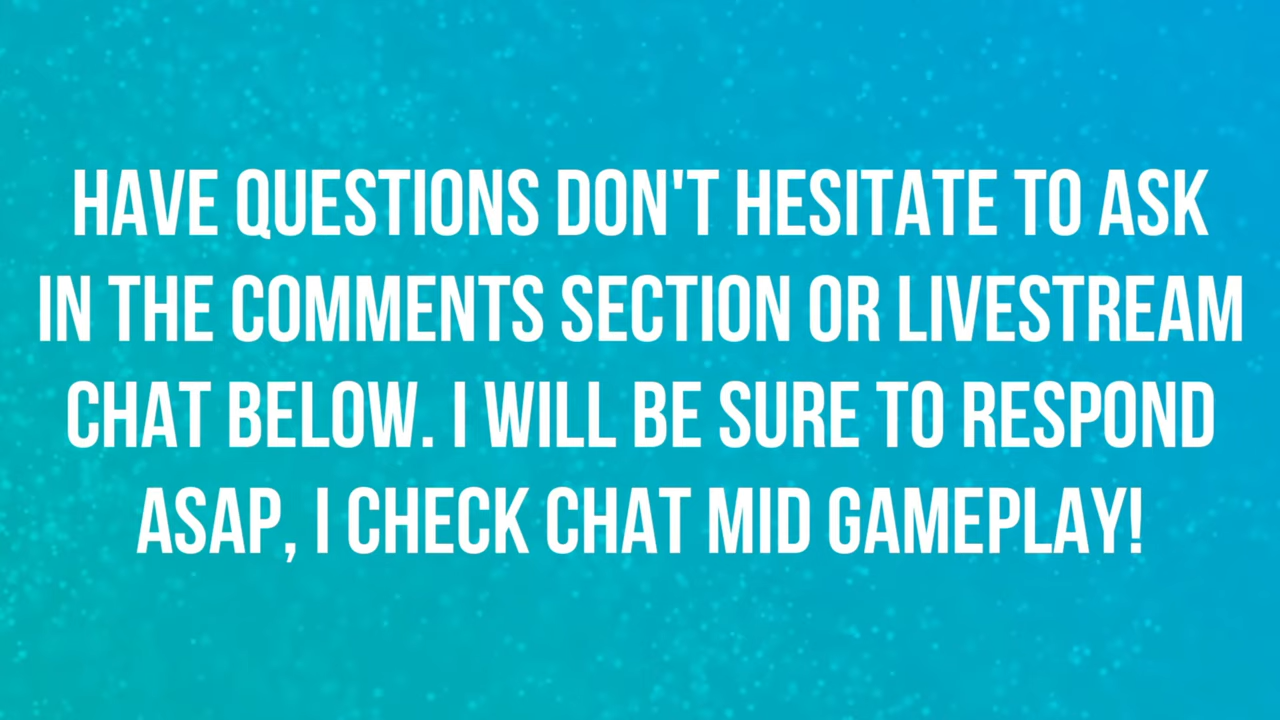 HAVE QUESTIONS DON'T HESITATE TO ASK
IN THE COMMENTS SECTION OR LIVESTREAM
CHAT BELOW. I WILL BE SURE TO RESPOND
ASAP, I CHECK CHAT MID GAMEPLAY!